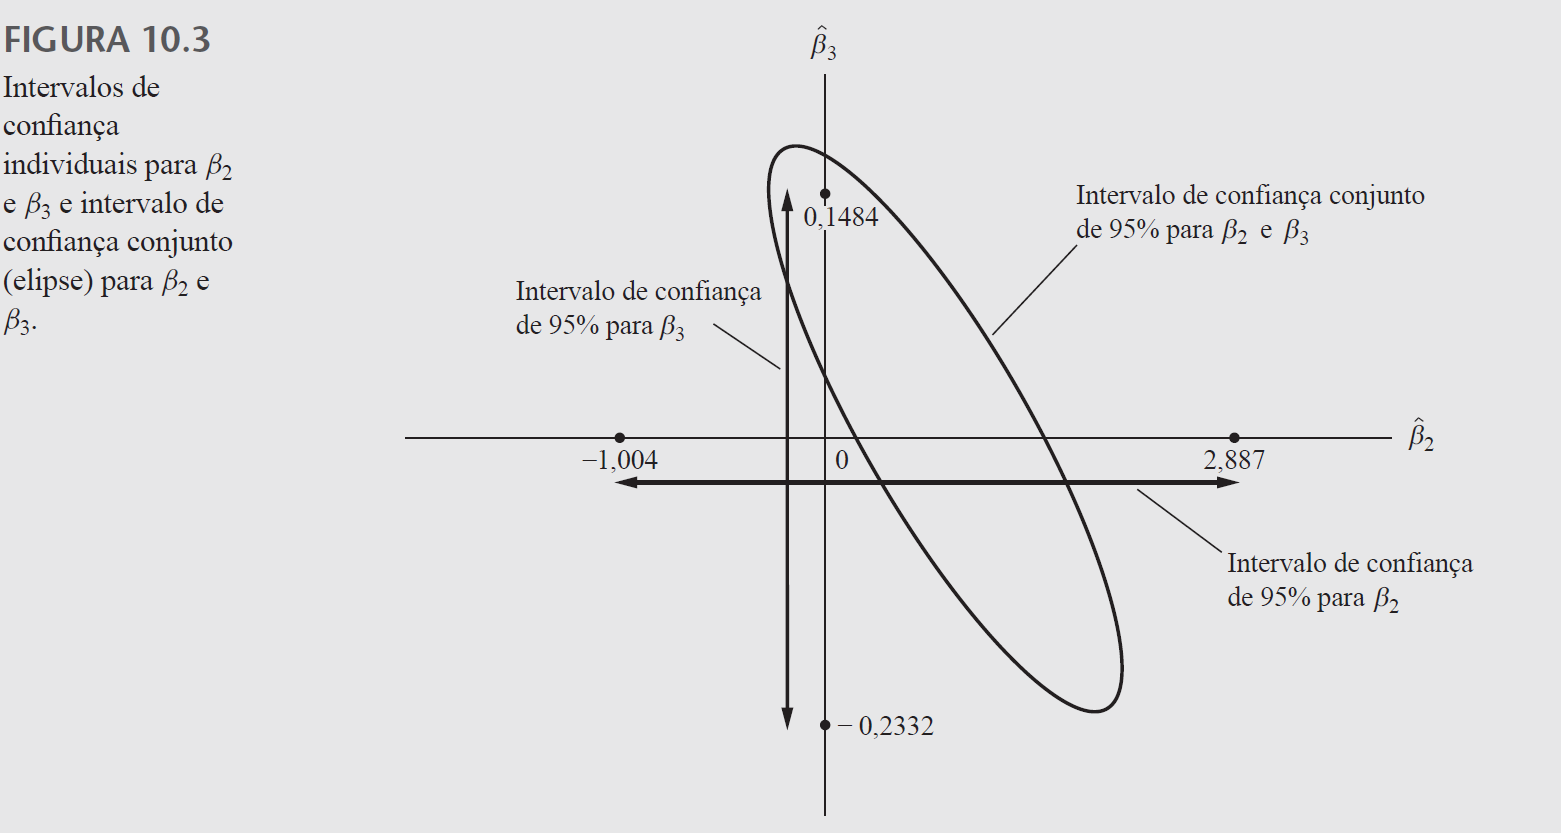 FIGURA 10.3
Intervalos de
confiança
individuais para β₂
e β₃ e intervalo de
confiança conjunto
(elipse) para β₂ e
β₃.
β̂₃
Intervalo de confiança conjunto
de 95% para β₂ e β₃
0,1484
Intervalo de confiança
de 95% para β₃
β̂₂
−1,004
0
2,887
Intervalo de confiança
de 95% para β₂
− 0,2332